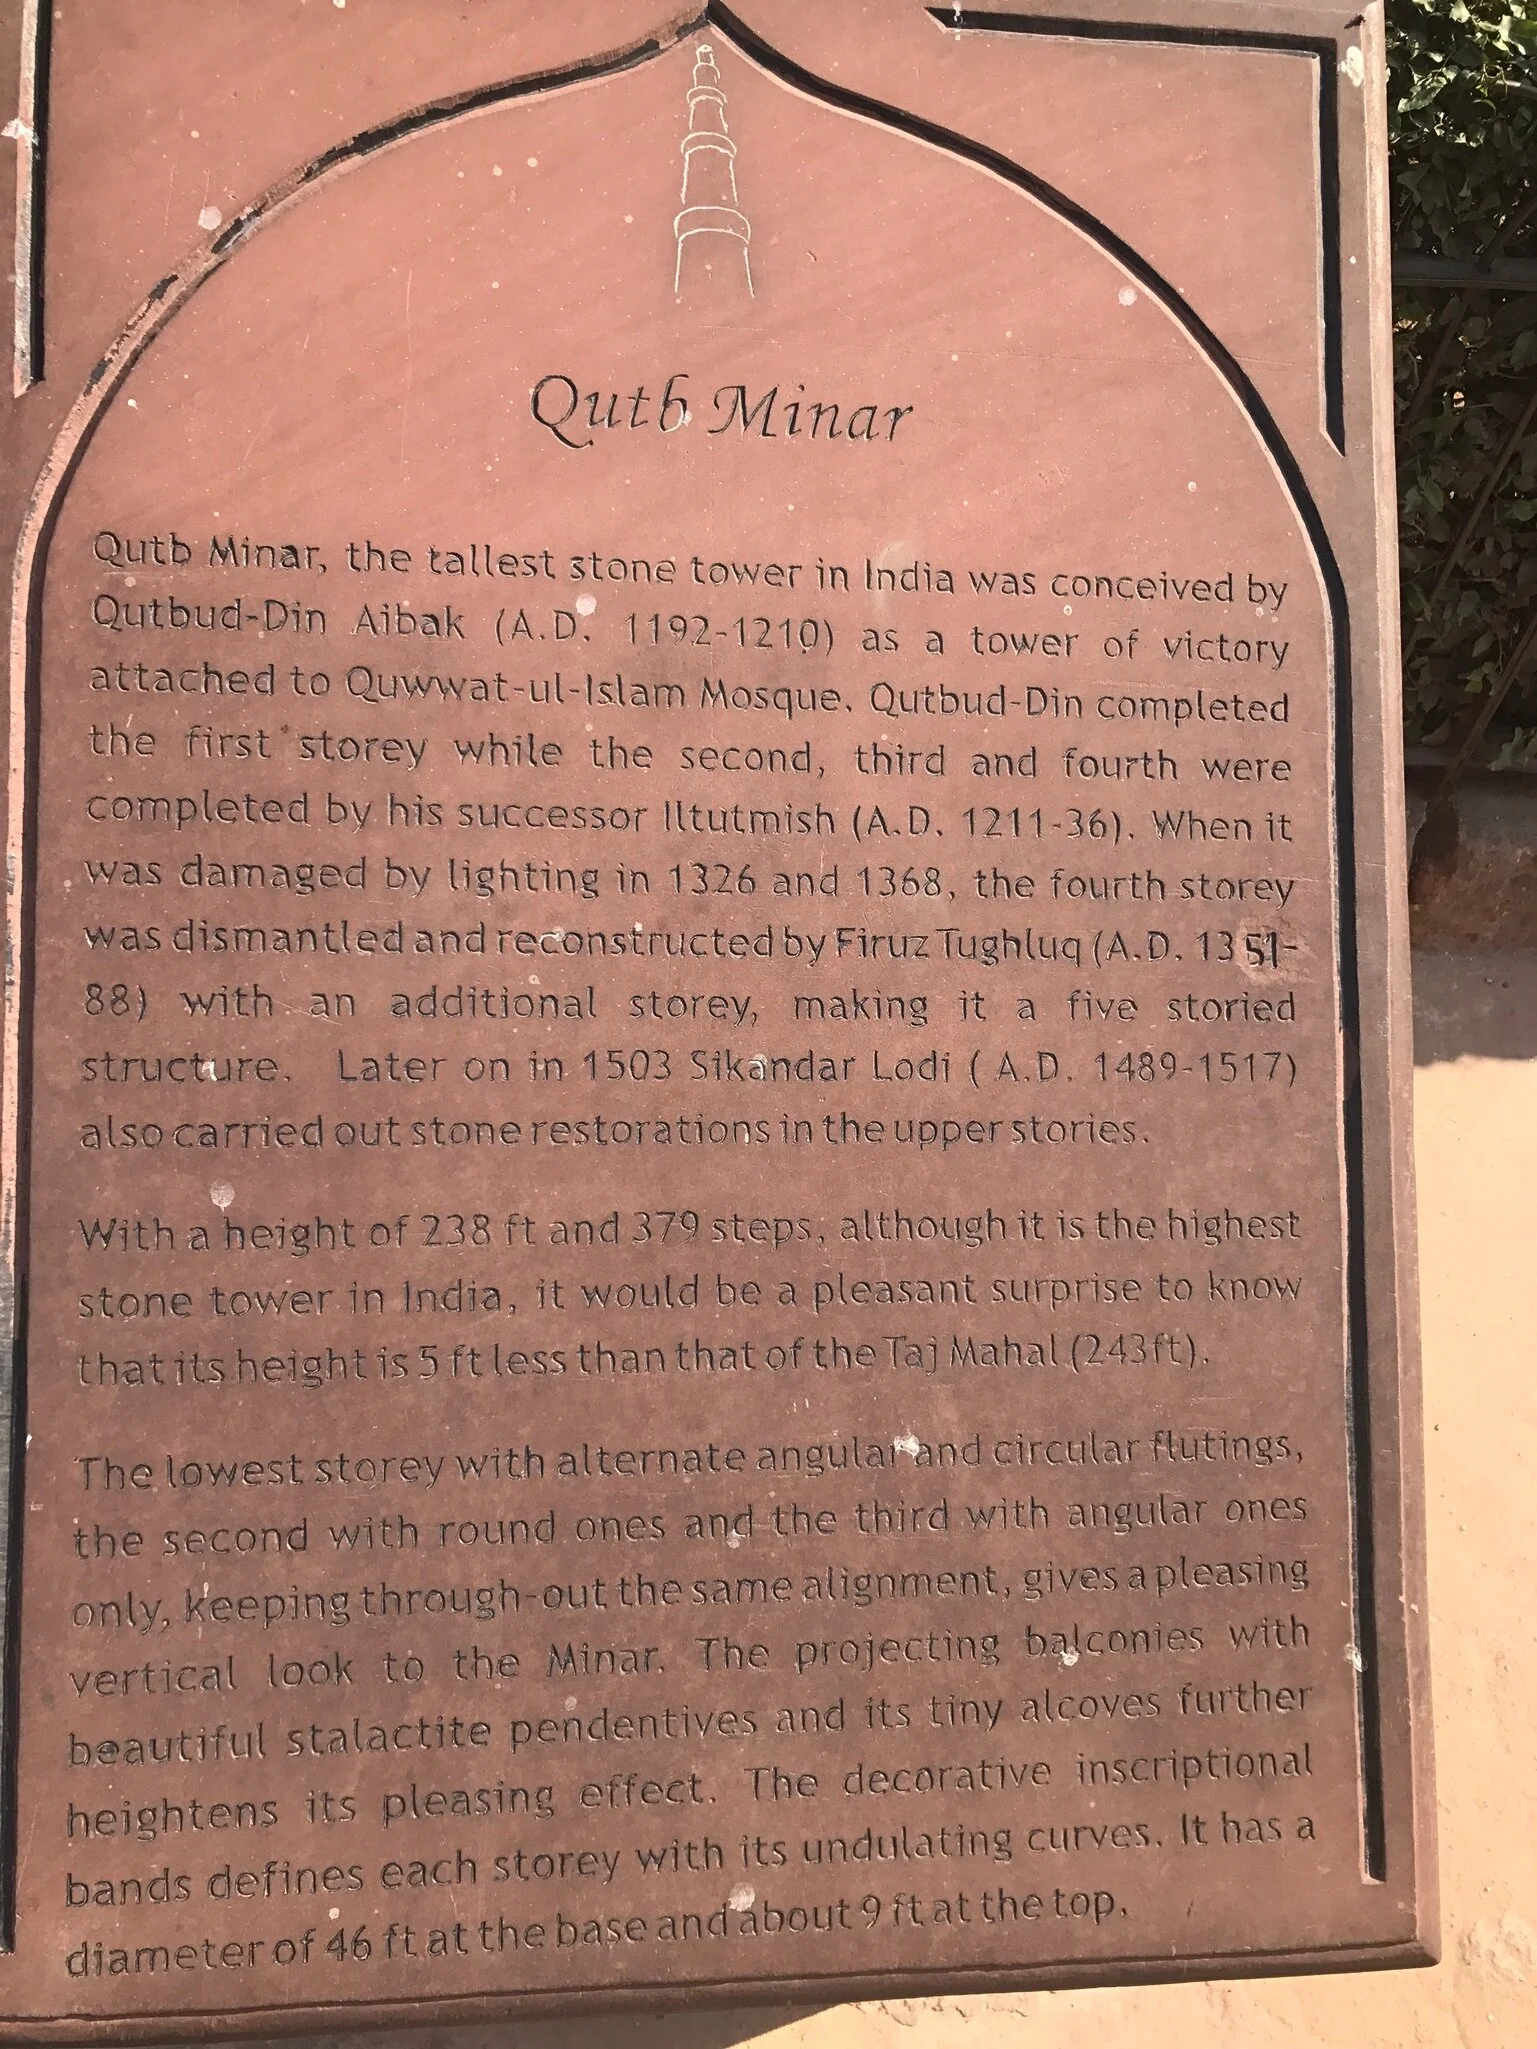 Qutb Minar
Qutb Minar, the tallest stone tower in India was conceived by
Qutbud-Din Aibak (A.D. 1192-1210) as a tower of victory
attached to Quwwat-ul-Islam Mosque. Qutbud-Din completed
the first storey while the second, third and fourth were
completed by his successor Iltutmish (A.D. 1211-36). When it
was damaged by lighting in 1326 and 1368, the fourth storey
was dismantled and reconstructed by Firuz Tughluq (A.D. 1351-
88) with an additional storey, making it a five storied
structure. Later on in 1503 Sikandar Lodi ( A.D. 1489-1517)
also carried out stone restorations in the upper stories.
With a height of 238 ft and 379 steps, although it is the highest
stone tower in India, it would be a pleasant surprise to know
that its height is 5 ft less than that of the Taj Mahal (243ft).
The lowest storey with alternate angular and circular flutings,
the second with round ones and the third with angular ones
only, keeping through-out the same alignment, gives a pleasing
vertical look to the Minar. The projecting balconies with
beautiful stalactite pendentives and its tiny alcoves further
heightens its pleasing effect. The decorative inscriptional
bands defines each storey with its undulating curves. It has a
diameter of 46 ft at the base and about 9 ft at the top.